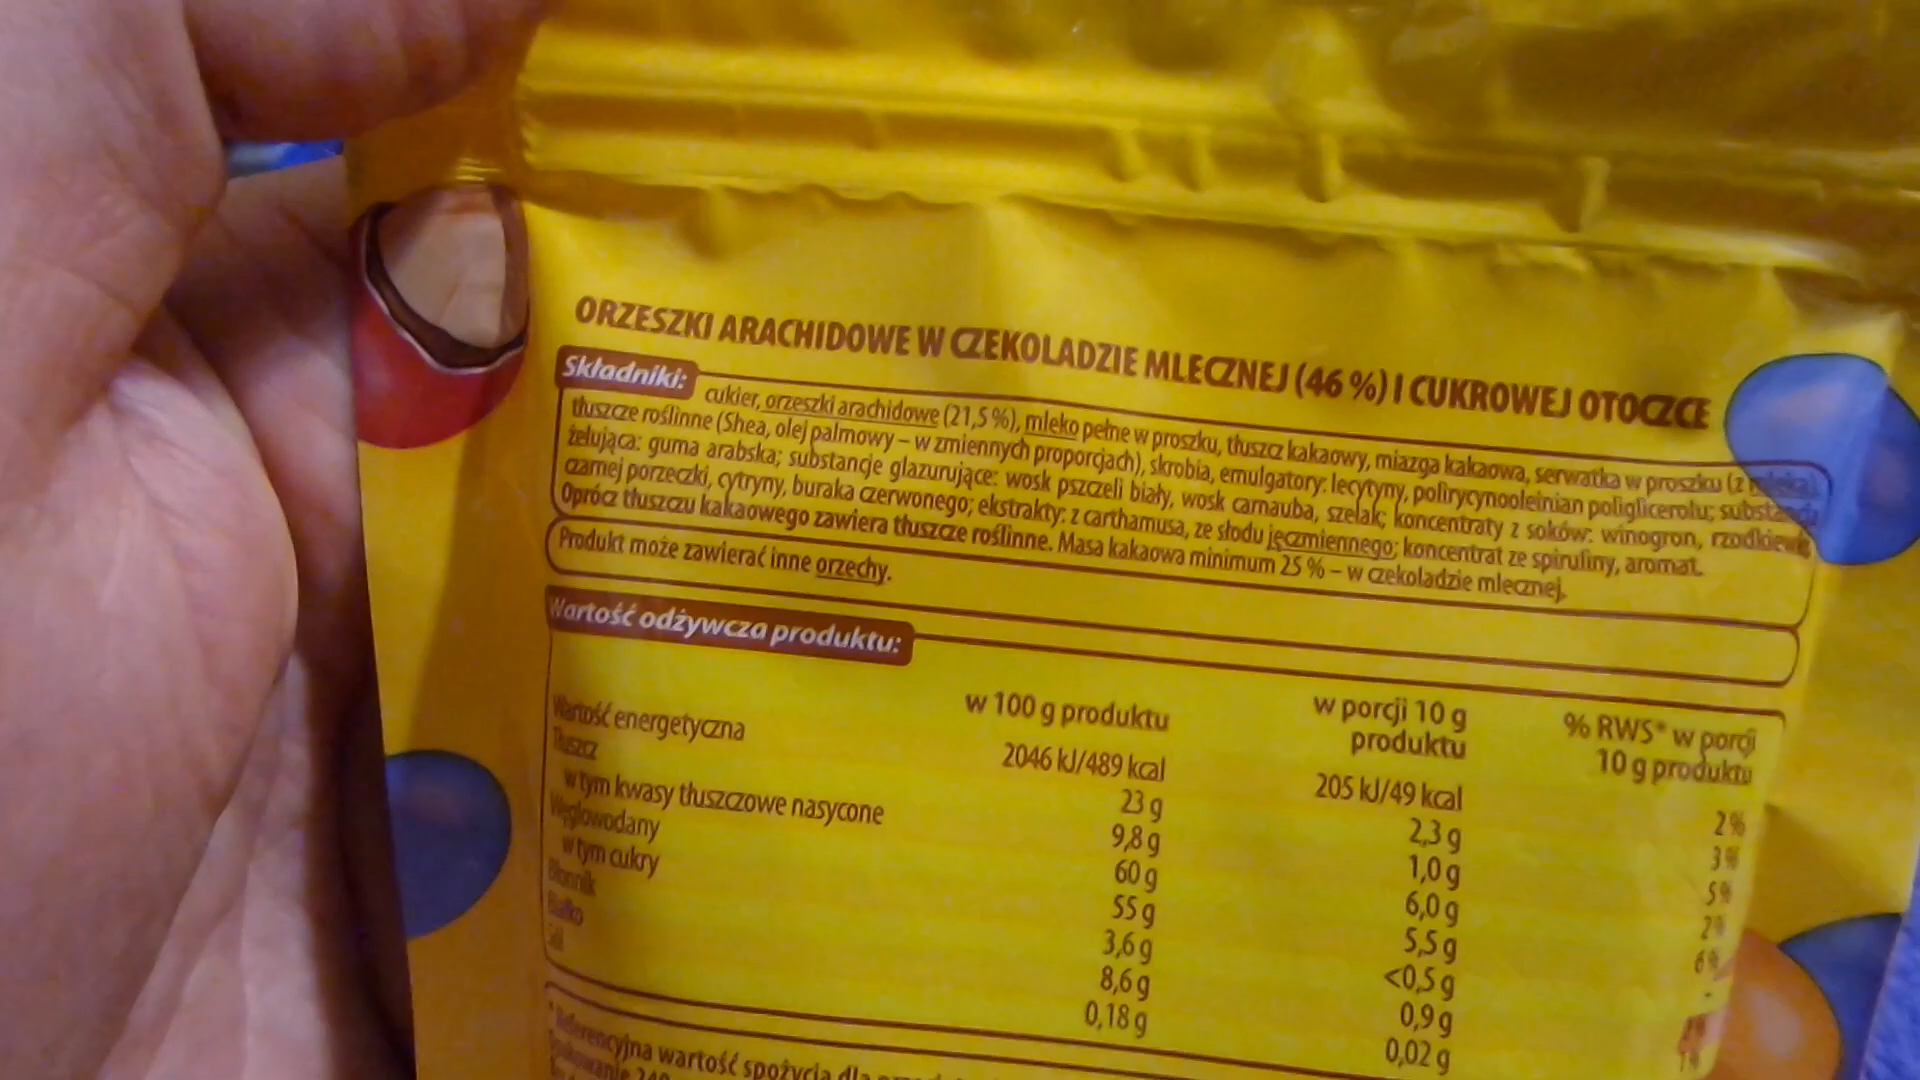 ORZESZKI ARACHIDOWE W CZEKOLADZIE MLECZNEJ (46 %) I CUKROWEJ OTOCZCE
Składniki: cukier, orzeszki arachidowe (21,5 %), mleko pełne w proszku, tłuszcz kakaowy, miazga kakaowa, serwatka w proszku (z mleka),
tłuszcze roślinne (Shea, olej palmowy – w zmiennych proporcjach), skrobia, emulgatory: lecytyny, polirycynooleinian poliglicerolu; substancja
żelująca: guma arabska; substancje glazurujące: wosk pszczeli biały, wosk carnauba, szelak; koncentraty z soków: winogron, rzodkiewki
czarnej porzeczki, cytryny, buraka czerwonego; ekstrakty: z carthamusa, ze słodu jęczmiennego; koncentrat ze spiruliny, aromat.
Oprócz tłuszczu kakaowego zawiera tłuszcze roślinne. Masa kakaowa minimum 25 % – w czekoladzie mlecznej.
Produkt może zawierać inne orzechy.
Wartość odżywcza produktu:
w 100 g produktu w porcji 10 g produktu % RWS* w porcji 10 g produktu
Wartość energetyczna 2046 kJ/489 kcal 205 kJ/49 kcal 2%
Tłuszcz 23 g 2,3 g 3%
w tym kwasy tłuszczowe nasycone 9,8 g 1,0 g 5%
Węglowodany 60 g 6,0 g 2%
w tym cukry 55 g 5,5 g 6%
Błonnik 3,6 g <0,5 g -
Białko 8,6 g 0,9 g
Sól 0,18 g 0,02 g
* Referencyjna wartość spożycia dla